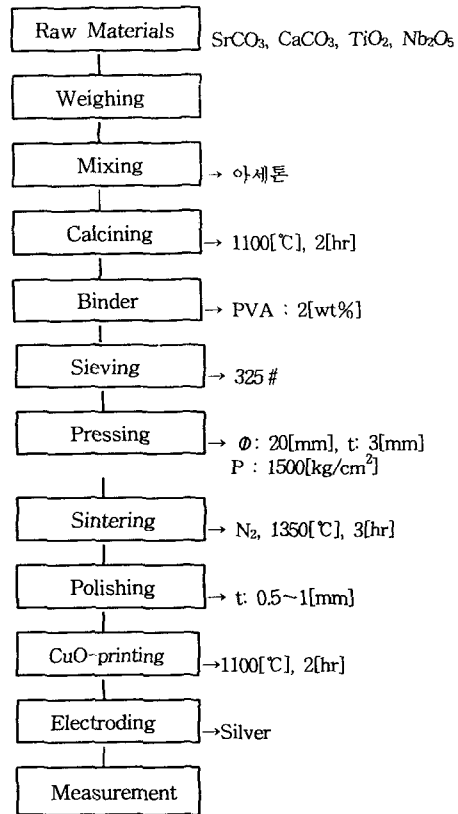 Raw Materials SrCO₃, CaCO₃, TiO₂, Nb₂O₅
Weighing
Mixing → 아세톤
Calcining → 1100[℃], 2[hr]
Binder → PVA : 2[wt%]
Sieving → 325 #
Pressing → Φ: 20[mm], t: 3[mm]
P : 1500[kg/cm²]
Sintering → N₂, 1350[℃], 3[hr]
Polishing → t: 0.5~1[mm]
CuO-printing →1100[℃], 2[hr]
Electroding →Silver
Measurement